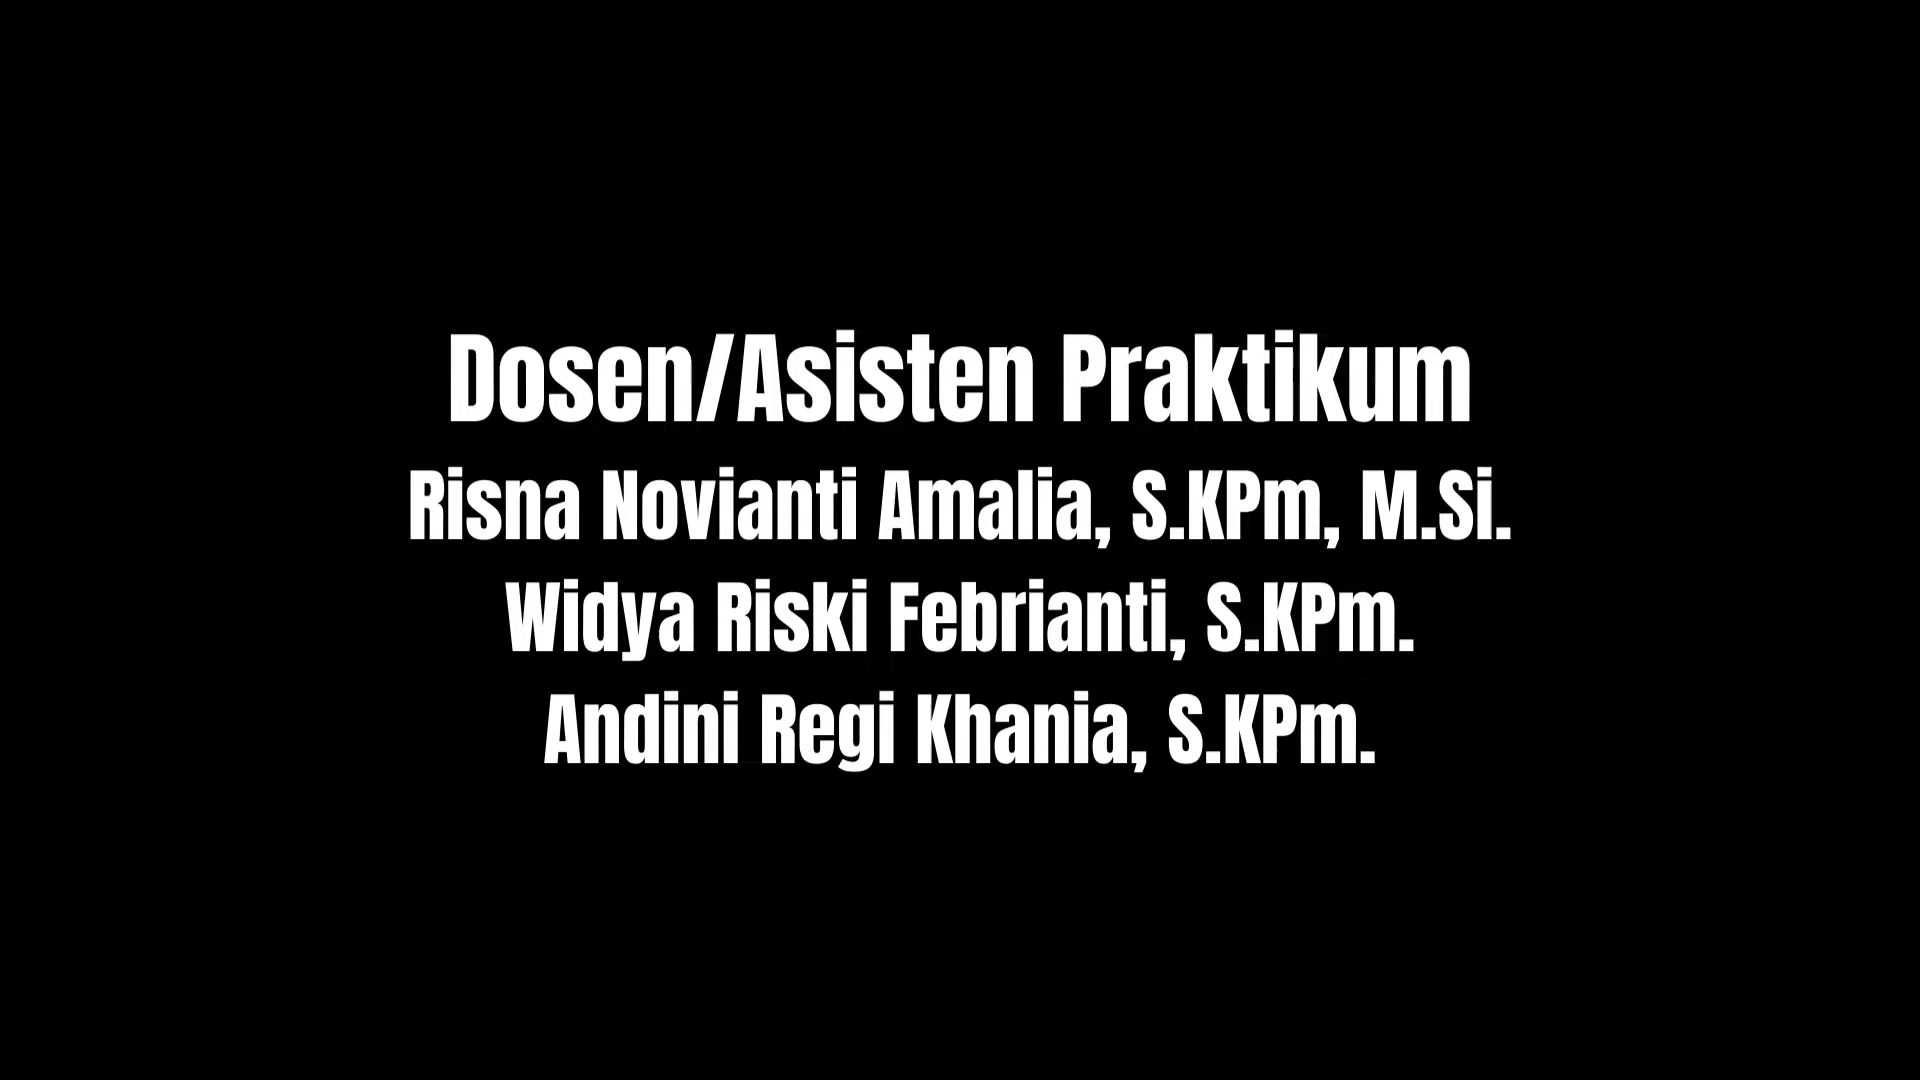 Dosen/Asisten Praktikum
Risna Novianti Amalia, S.KPm, M.Si.
Widya Riski Febrianti, S.KPm.
Andini Regi Khania, S.KPm.